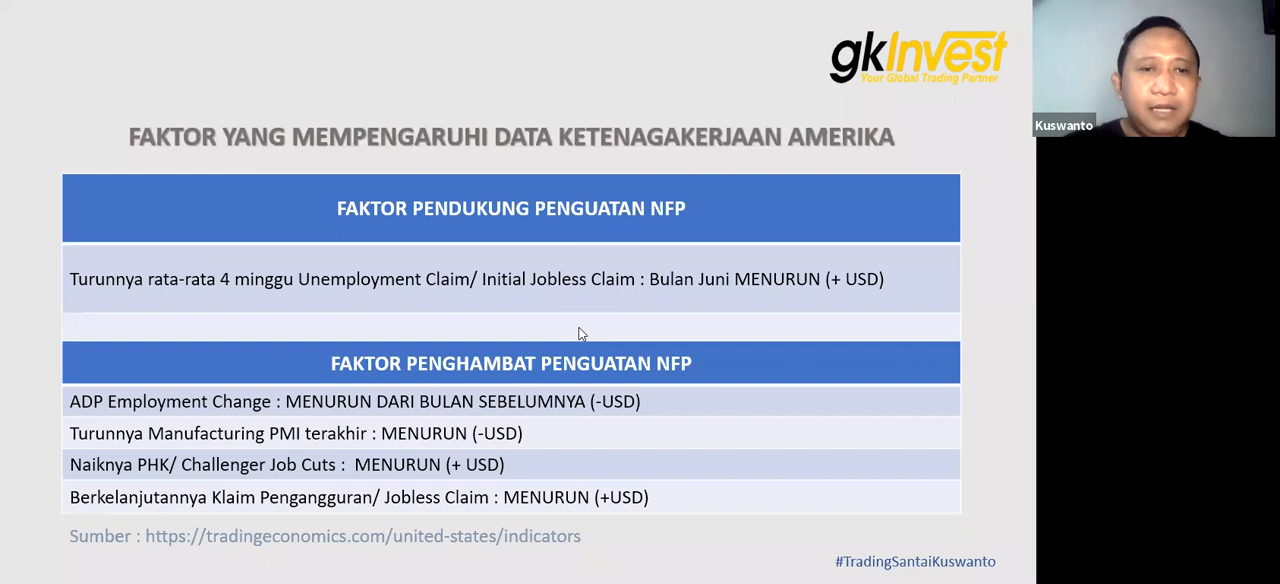 gkInvest
Your Global Trading Partner
Kuswanto
FAKTOR YANG MEMPENGARUHI DATA KETENAGAKERJAAN AMERIKA
FAKTOR PENDUKUNG PENGUATAN NFP
Turunnya rata-rata 4 minggu Unemployment Claim/ Initial Jobless Claim : Bulan Juni MENURUN (+ USD)
FAKTOR PENGHAMBAT PENGUATAN NFP
ADP Employment Change : MENURUN DARI BULAN SEBELUMNYA (-USD)
Turunnya Manufacturing PMI terakhir : MENURUN (-USD)
Naiknya PHK/ Challenger Job Cuts :  MENURUN (+ USD)
Berkelanjutannya Klaim Pengangguran/ Jobless Claim : MENURUN (+USD)
Sumber : https://tradingeconomics.com/united-states/indicators
#TradingSantaiKuswanto